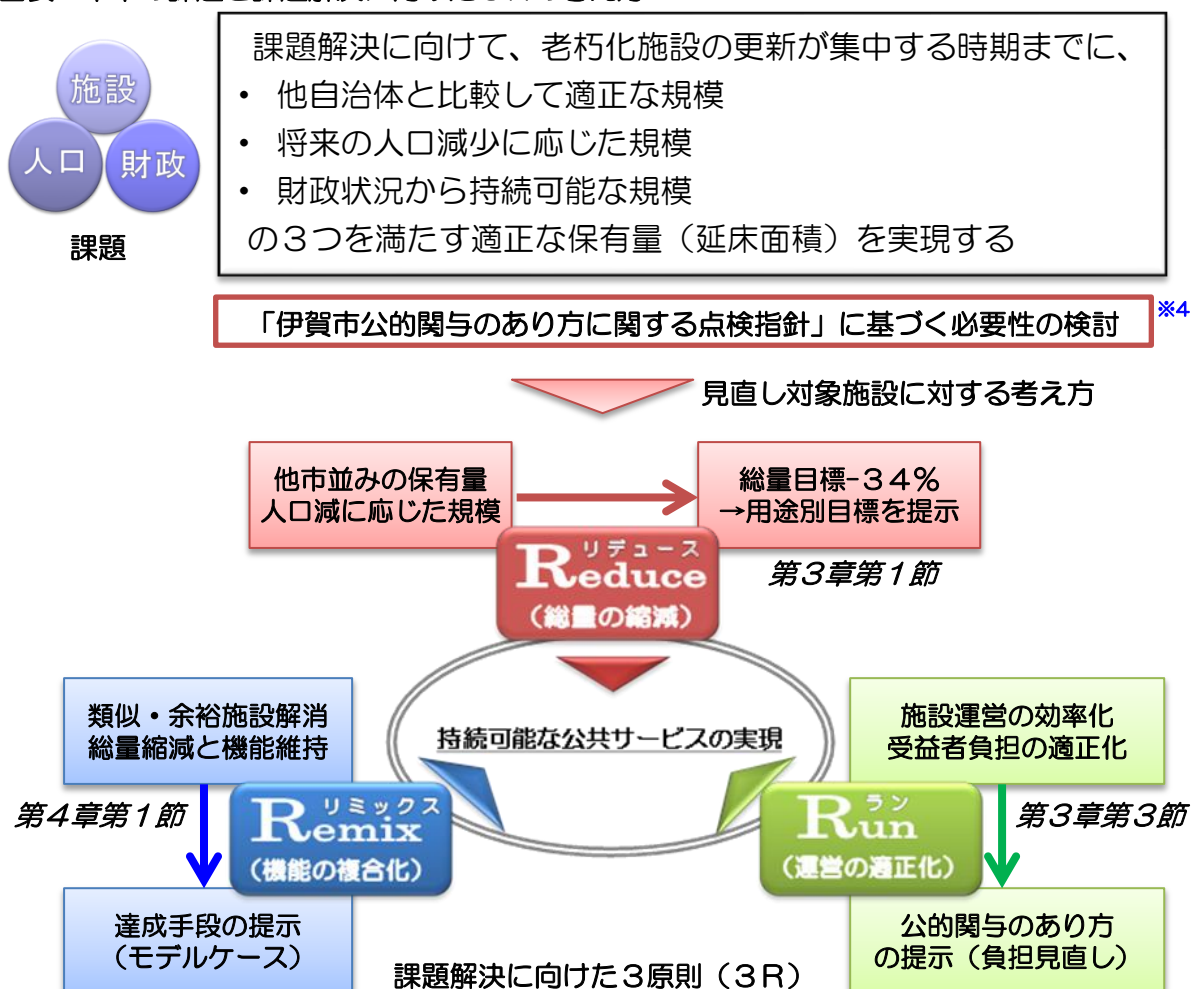 施設
人口
財政
課題
課題解決に向けて、老朽化施設の更新が集中する時期までに、
• 他自治体と比較して適正な規模
• 将来の人口減少に応じた規模
• 財政状況から持続可能な規模
の３つを満たす適正な保有量（延床面積）を実現する
「伊賀市公的関与のあり方に関する点検指針」に基づく必要性の検討
※4
見直し対象施設に対する考え方
他市並みの保有量
人口減に応じた規模
総量目標-３４%
→用途別目標を提示
リデュース
Reduce
（総量の縮減）
第３章第１節
持続可能な公共サービスの実現
類似・余裕施設解消
総量縮減と機能維持
第４章第１節
リミックス
Remix
（機能の複合化）
達成手段の提示
（モデルケース）
施設運営の効率化
受益者負担の適正化
第３章第３節
ラン
Run
（運営の適正化）
公的関与のあり方
の提示（負担見直し）
課題解決に向けた３原則（３R）